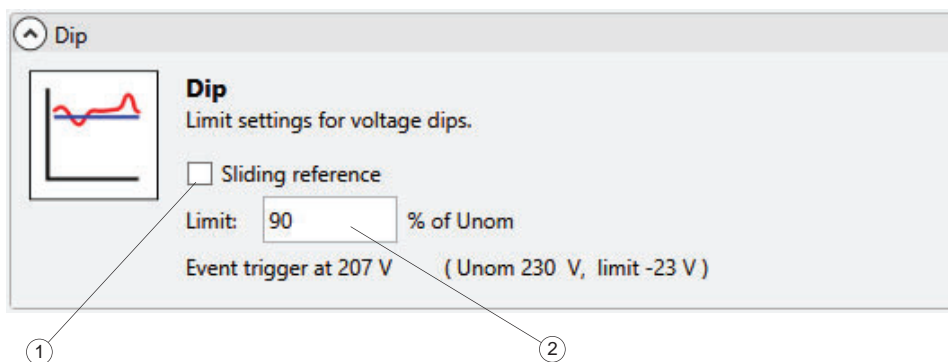 Dip
Dip
Limit settings for voltage dips.
Sliding reference
Limit: 90 % of Unom
Event trigger at 207 V ( Unom 230 V, limit -23 V )
1 2